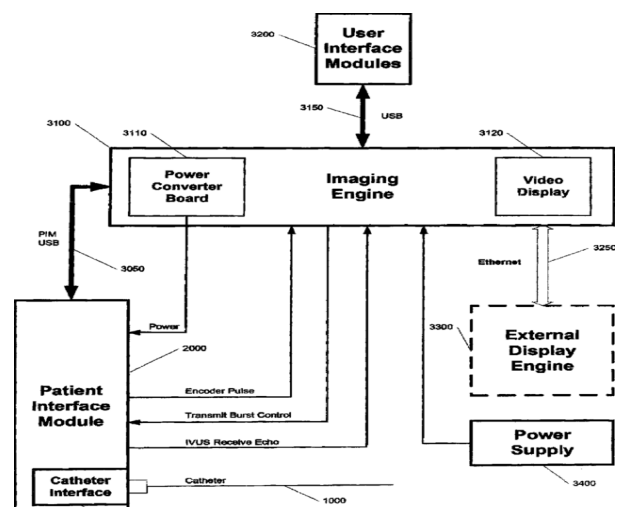 3200
User
Interface
Modules
3150
USB
3100
3110
3120
Power
Converter
Board
Imaging
Engine
Video
Display
PIM
USB
3050
Ethernet
3250
Power
2000
3300
External
Display
Engine
Patient
Interface
Module
Encoder Pulse
Transmit Burst Control
IVUS Receive Echo
Power
Supply
3400
Catheter
Interface
Catheter
1000